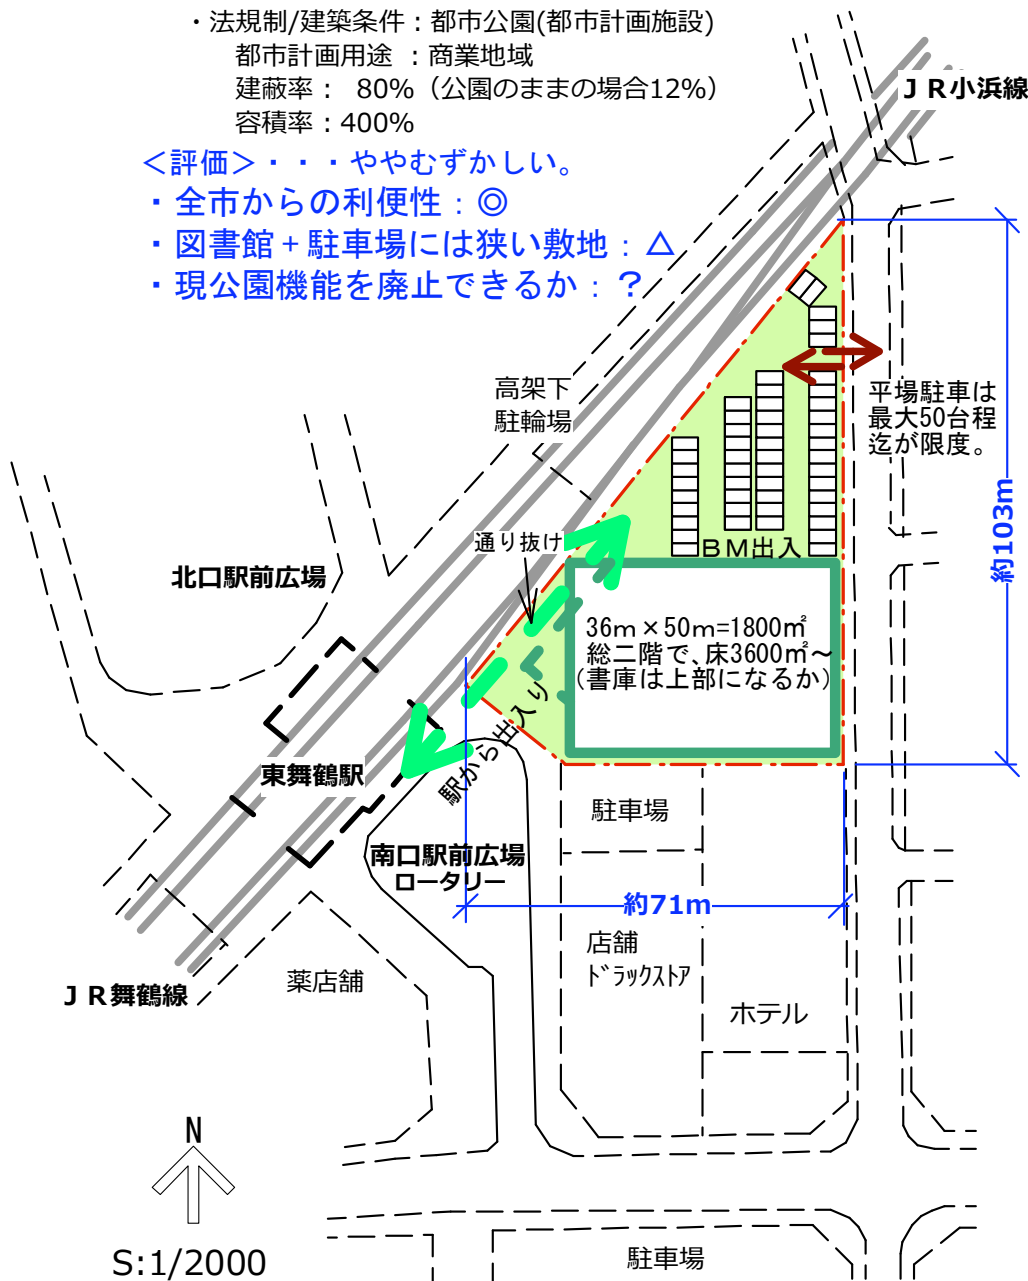 ・法規制/建築条件：都市公園(都市計画施設)
都市計画用途 ：商業地域
建蔽率： 80%（公園のままの場合12%）
容積率：400%
＜評価＞・・・ややむずかしい。
・全市からの利便性：◎
・図書館+駐車場には狭い敷地：△
・現公園機能を廃止できるか：？
ＪＲ小浜線
高架下
駐輪場
平場駐車は
最大50台程
迄が限度。
約103m
通り抜け
ＢＭ出入
北口駅前広場
36m×50m=1800㎡
総二階で、床3600㎡～
(書庫は上部になるか)
駅から出入り
東舞鶴駅
駐車場
南口駅前広場
ロータリー
約71m
店舗
ﾄﾞﾗｯｸｽﾄｱ
ＪＲ舞鶴線
薬店舗
ホテル
N
S:1/2000
駐車場